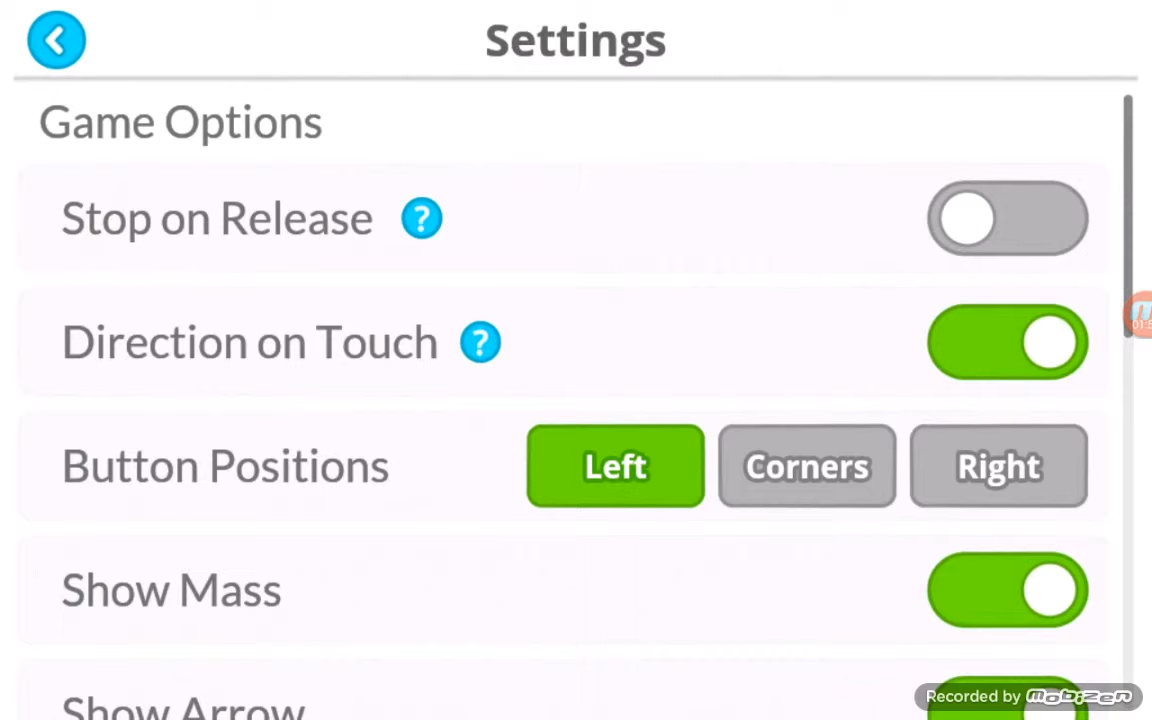 Settings
Game Options
Stop on Release ?
Direction on Touch ?
Button Positions Left Corners Right
Show Mass
Show Arrow
Recorded by mobizen